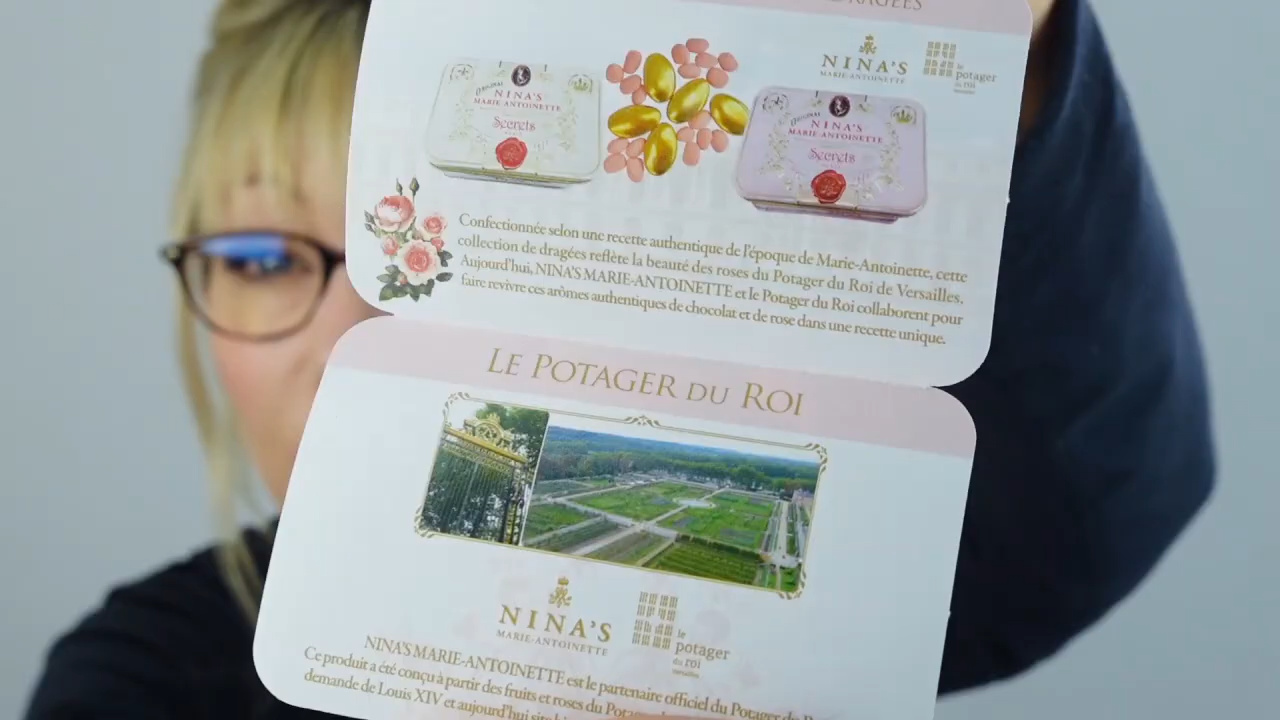 DRAGÉES
NINA'S
MARIE-ANTOINETTE
le
potager
du roi
Versailles
ORIGINAL
NINA'S
MARIE-ANTOINETTE
Secrets
ORIGINAL
NINA'S
MARIE-ANTOINETTE
Secrets
Confectionnée selon une recette authentique de l'époque de Marie-Antoinette, cette
collection de dragées reflète la beauté des roses du Potager du Roi de Versailles.
Aujourd'hui, NINA'S MARIE-ANTOINETTE et le Potager du Roi collaborent pour
faire revivre ces arômes authentiques de chocolat et de rose dans une recette unique.
LE POTAGER DU ROI
NINA'S
MARIE-ANTOINETTE
le
potager
du roi
Versailles
NINA'S MARIE-ANTOINETTE est le partenaire officiel du Potager du
Ce produit a été conçu à partir des fruits et roses du
demande de Louis XIV et aujourd'hui